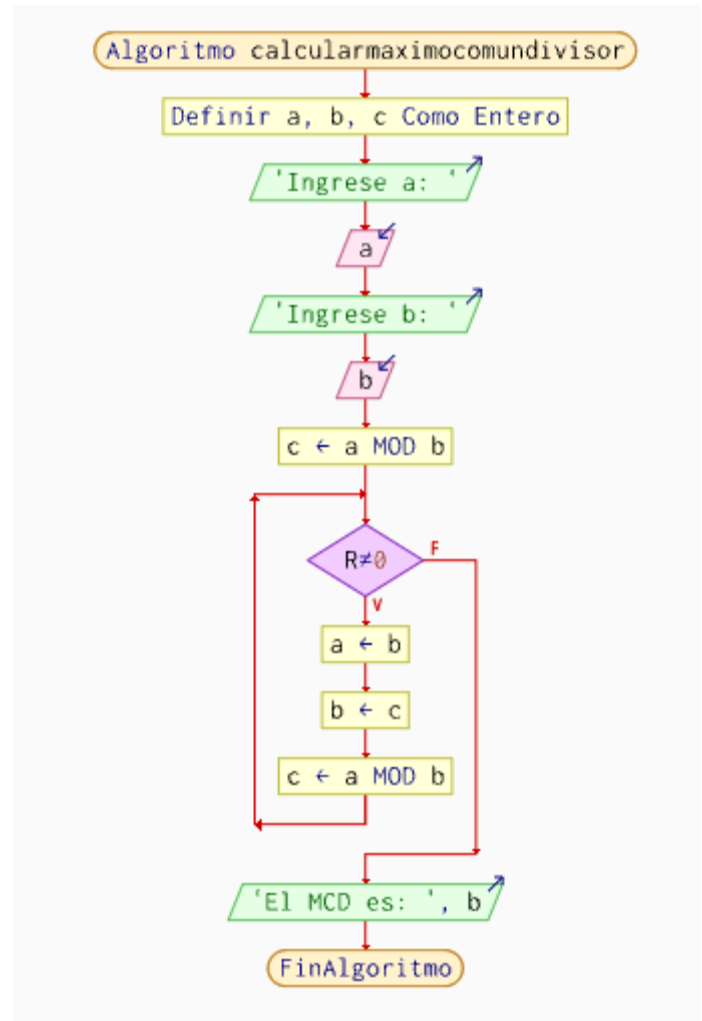 Algoritmo calcularmaximocomundivisor
Definir a, b, c Como Entero
'Ingrese a: '
a
'Ingrese b: '
b
c ← a MOD b
R≠0
F
V
a ← b
b ← c
c ← a MOD b
'El MCD es: ', b
FinAlgoritmo